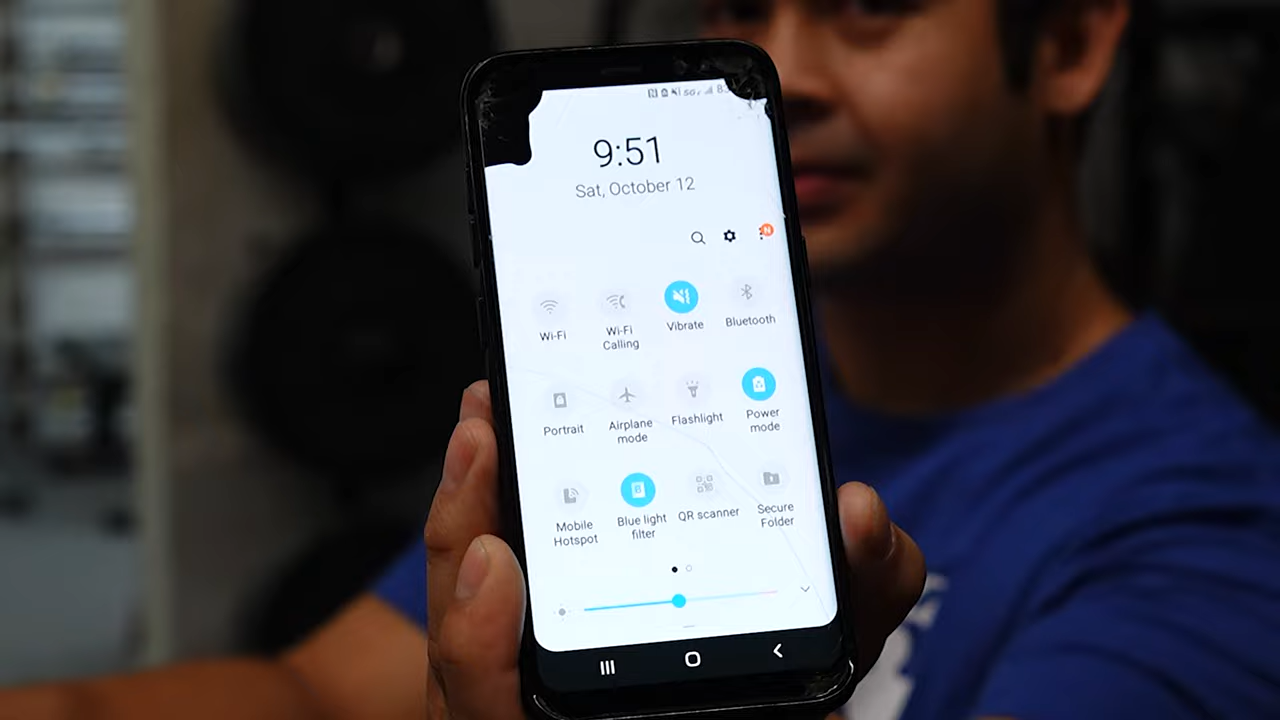 9:51
Sat, October 12
N
Wi-Fi
Wi-Fi
Calling
Vibrate
Bluetooth
Portrait
Airplane
mode
Flashlight
Power
mode
Mobile
Hotspot
Blue light
filter
QR scanner
Secure
Folder